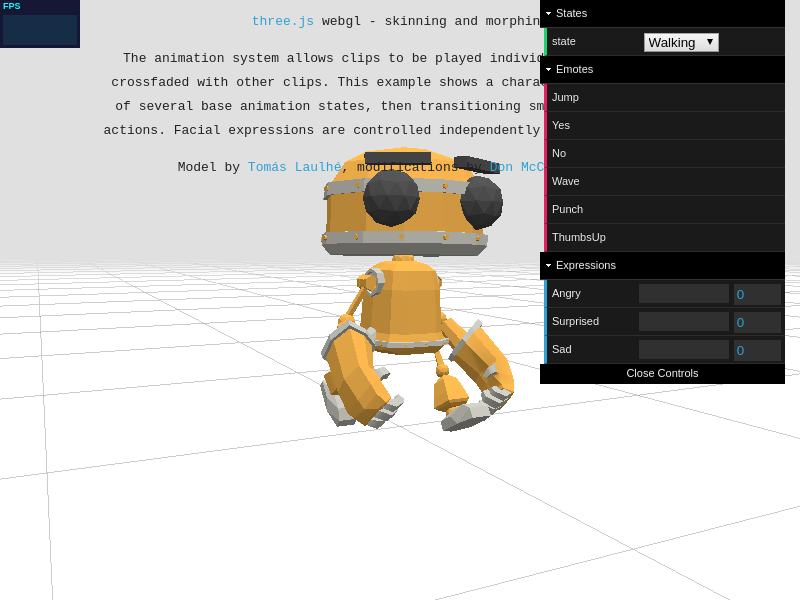 FPS
three.js webgl - skinning and morphin
The animation system allows clips to be played individ
crossfaded with other clips. This example shows a chara
of several base animation states, then transitioning sm
actions. Facial expressions are controlled independently
Model by Tomás Laulhé, modifications by Don McC
States
state Walking
Emotes
Jump
Yes
No
Wave
Punch
ThumbsUp
Expressions
Angry 0
Surprised 0
Sad 0
Close Controls